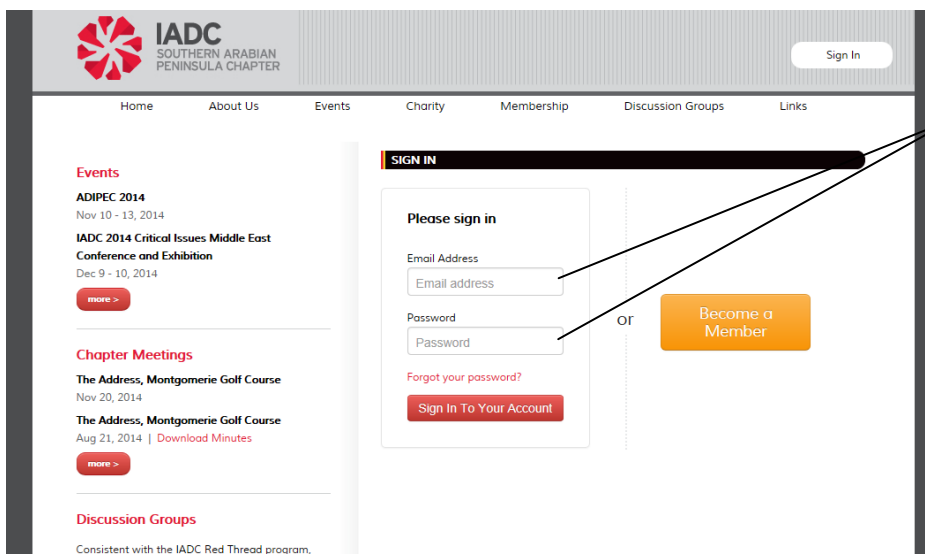 IADC
SOUTHERN ARABIAN
PENINSULA CHAPTER
Sign In
Home About Us Events Charity Membership Discussion Groups Links
Events
ADIPEC 2014
Nov 10 - 13, 2014
IADC 2014 Critical Issues Middle East
Conference and Exhibition
Dec 9 - 10, 2014
more >
Chapter Meetings
The Address, Montgomerie Golf Course
Nov 20, 2014
The Address, Montgomerie Golf Course
Aug 21, 2014 | Download Minutes
more >
Discussion Groups
Consistent with the IADC Red Thread program,
SIGN IN
Please sign in
Email Address
Email address
Password
Password
Forgot your password?
Sign In To Your Account
or
Become a
Member